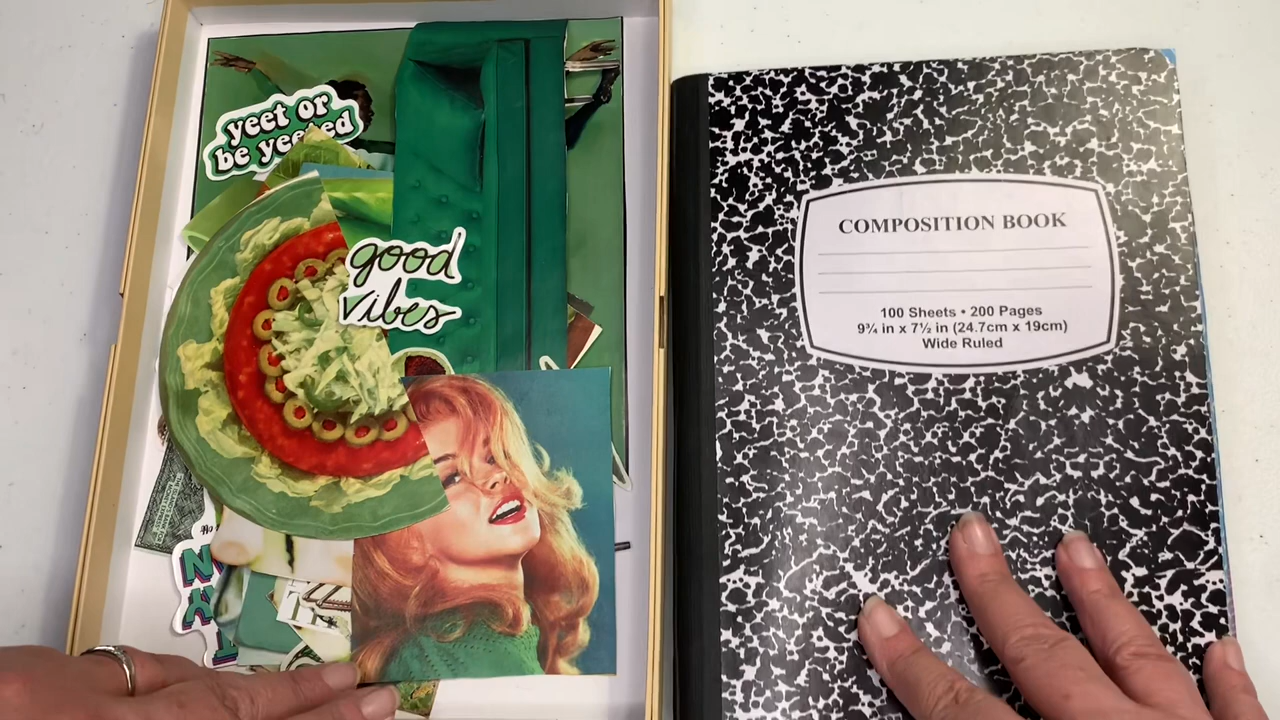 yeet or
be yeeted
good
vibes
COMPOSITION BOOK
100 Sheets • 200 Pages
9¾ in x 7½ in (24.7cm x 19cm)
Wide Ruled